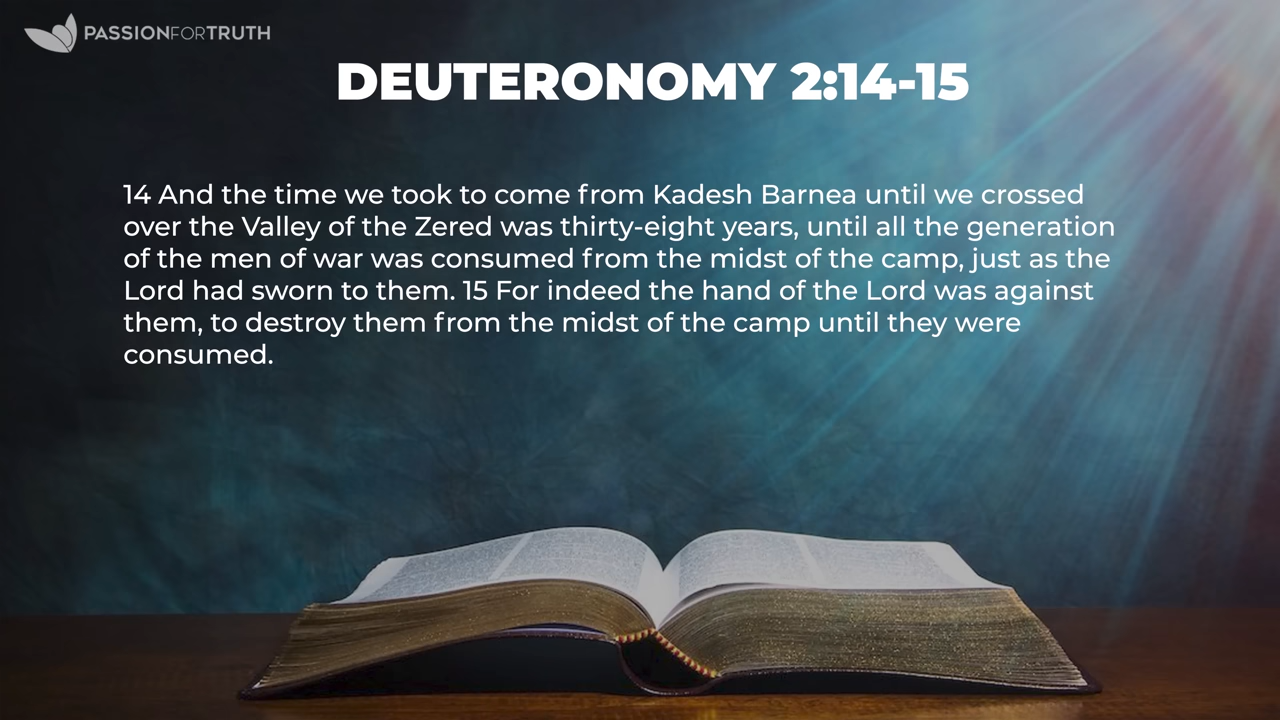 PASSIONFORTRUTH
DEUTERONOMY 2:14-15
14 And the time we took to come from Kadesh Barnea until we crossed
over the Valley of the Zered was thirty-eight years, until all the generation
of the men of war was consumed from the midst of the camp, just as the
Lord had sworn to them. 15 For indeed the hand of the Lord was against
them, to destroy them from the midst of the camp until they were
consumed.